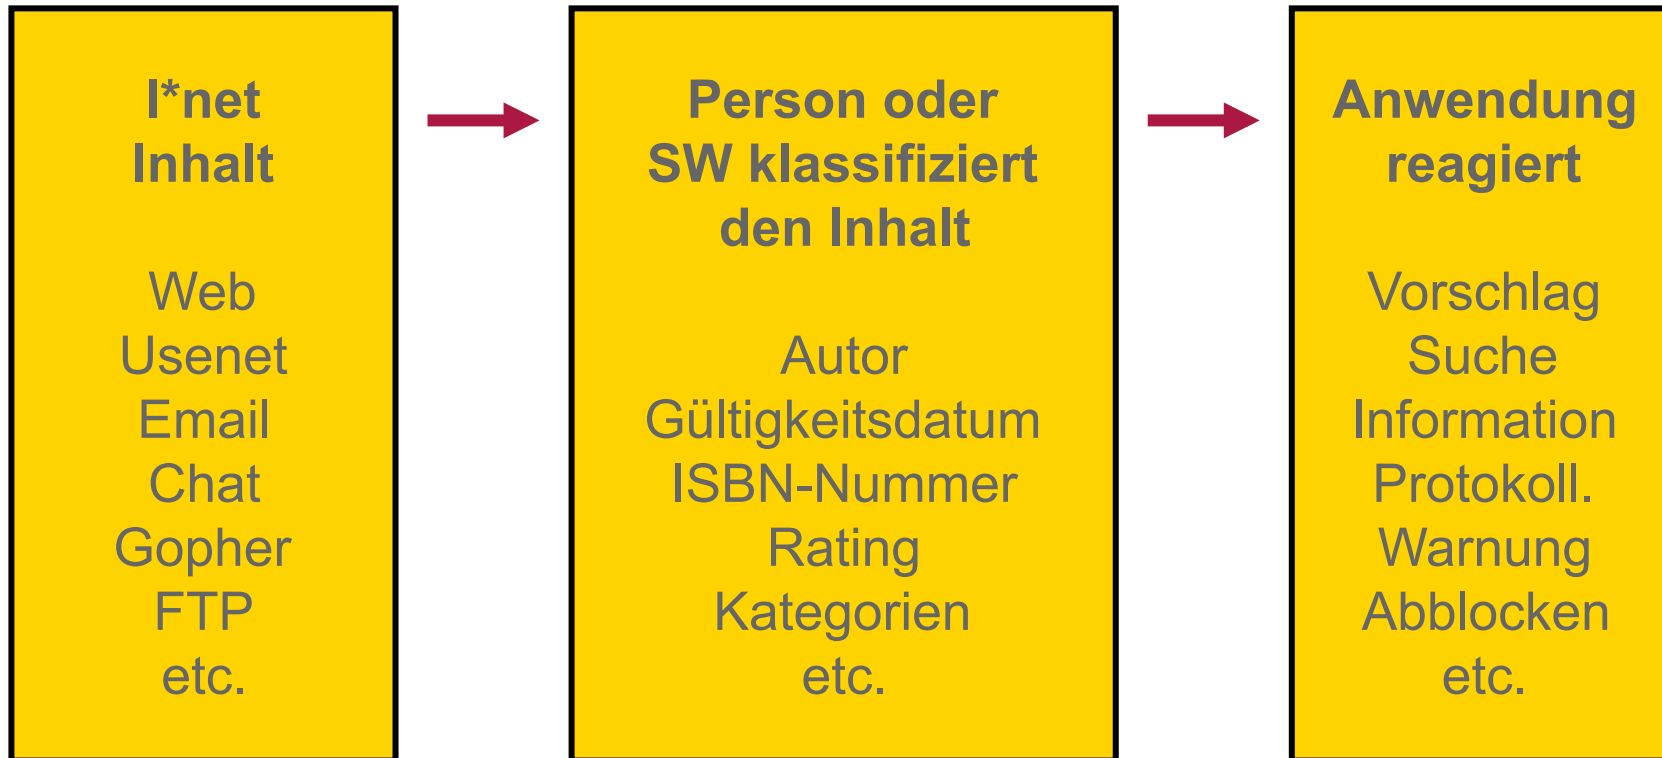 I*net
Inhalt
Web
Usenet
Email
Chat
Gopher
FTP
etc.
Person oder
SW klassifiziert
den Inhalt
Autor
Gültigkeitsdatum
ISBN-Nummer
Rating
Kategorien
etc.
Anwendung
reagiert
Vorschlag
Suche
Information
Protokoll.
Warnung
Abblocken
etc.